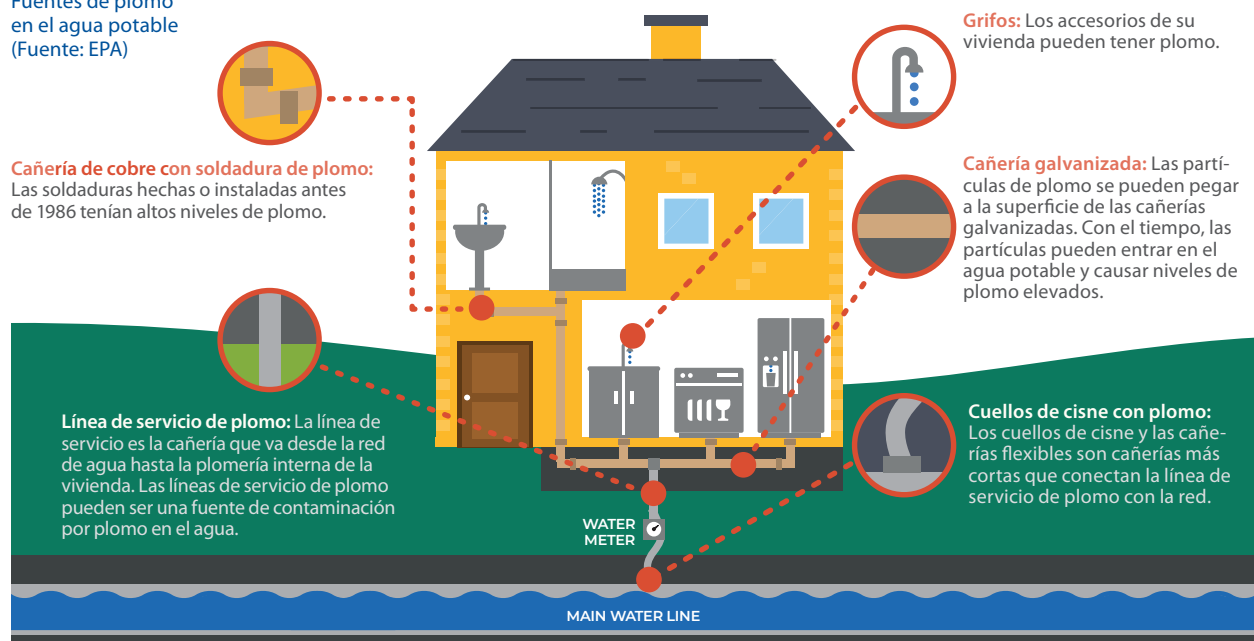 Fuentes de plomo
en el agua potable
(Fuente: EPA)
Cañería de cobre con soldadura de plomo:
Las soldaduras hechas o instaladas antes
de 1986 tenían altos niveles de plomo.
Línea de servicio de plomo: La línea de
servicio es la cañería que va desde la red
de agua hasta la plomería interna de la
vivienda. Las líneas de servicio de plomo
pueden ser una fuente de contaminación
por plomo en el agua.
Grifos: Los accesorios de su
vivienda pueden tener plomo.
Cañería galvanizada: Las partí-
culas de plomo se pueden pegar
a la superficie de las cañerías
galvanizadas. Con el tiempo, las
partículas pueden entrar en el
agua potable y causar niveles de
plomo elevados.
Cuellos de cisne con plomo:
Los cuellos de cisne y las cañe-
rías flexibles son cañerías más
cortas que conectan la línea de
servicio de plomo con la red.
WATER
METER
MAIN WATER LINE